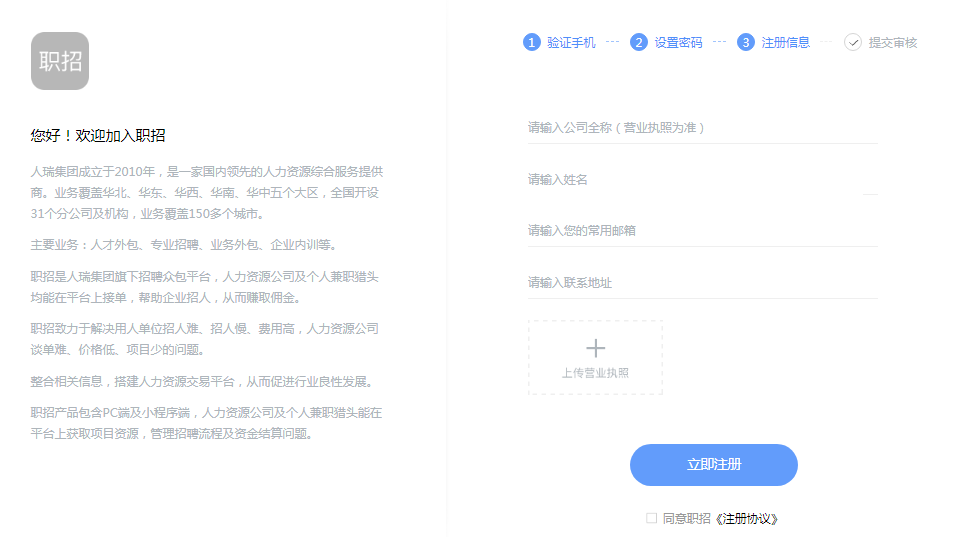 职招
您好！欢迎加入职招
人瑞集团成立于2010年，是一家国内领先的人力资源综合服务提供
商。业务覆盖华北、华东、华西、华南、华中五个大区，全国开设
31个分公司及机构，业务覆盖150多个城市。
主要业务：人才外包、专业招聘、业务外包、企业内训等。
职招是人瑞集团旗下招聘众包平台，人力资源公司及个人兼职猎头
均能在平台上接单，帮助企业招人，从而赚取佣金。
职招致力于解决用人单位招人难、招人慢、费用高，人力资源公司
谈单难、价格低、项目少的问题。
整合相关信息，搭建人力资源交易平台，从而促进行业良性发展。
职招产品包含PC端及小程序端，人力资源公司及个人兼职猎头能在
平台上获取项目资源，管理招聘流程及资金结算问题。
1 验证手机 --- 2 设置密码 --- 3 注册信息 提交审核
请输入公司全称（营业执照为准）
请输入姓名
请输入您的常用邮箱
请输入联系地址
上传营业执照
立即注册
同意职招《注册协议》